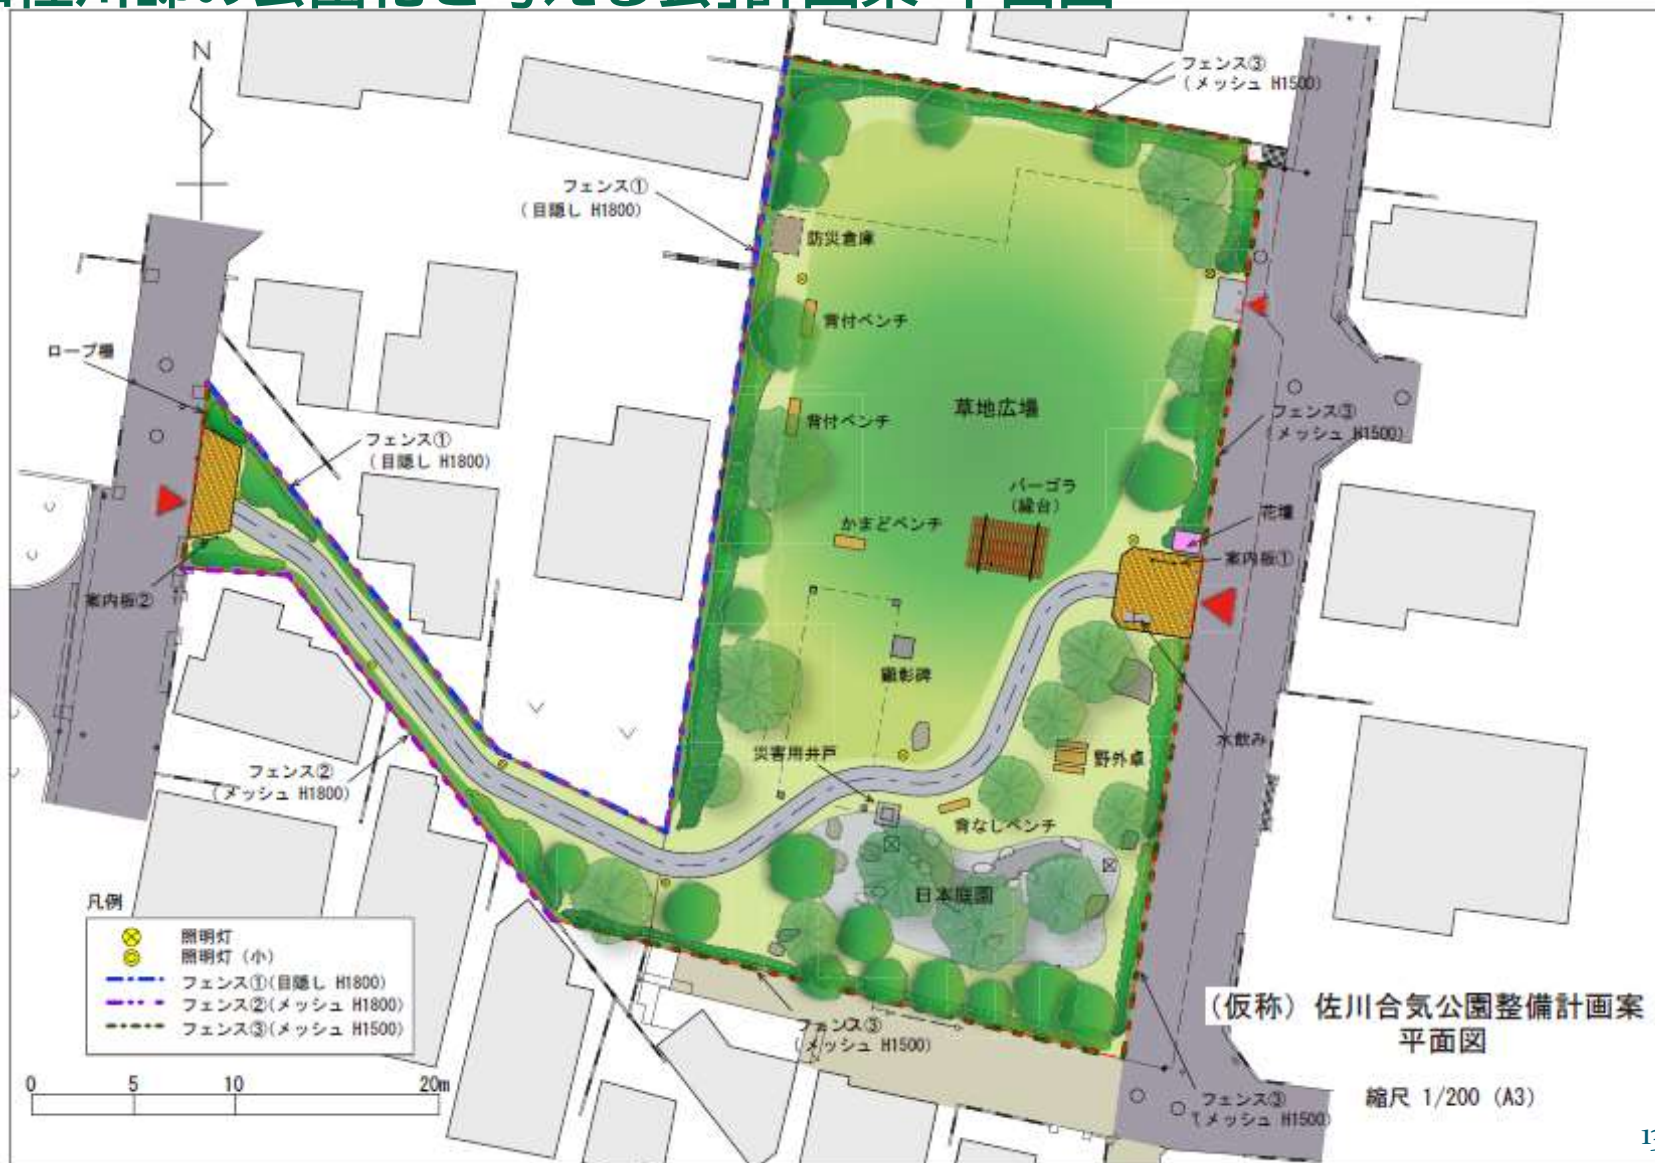 計画案 平面図
N
フェンス③
(メッシュ H1500)
フェンス①
(目隠し H1800)
防災倉庫
背付ベンチ
ロープ柵
草地広場
背付ベンチ
フェンス③
(メッシュ H1500)
フェンス①
(目隠し H1800)
パーゴラ
(縁台)
花壇
かまどベンチ
案内板①
案内板②
顕彰碑
水飲み
災害用井戸
野外卓
フェンス②
(メッシュ H1800)
背なしベンチ
日本庭園
凡例
照明灯
照明灯 (小)
フェンス①(目隠し H1800)
フェンス②(メッシュ H1800)
フェンス③(メッシュ H1500)
フェンス③
(メッシュ H1500)
(仮称) 佐川合気公園整備計画案
平面図
縮尺 1/200 (A3)
フェンス③
(メッシュ H1500)
0 5 10 20m